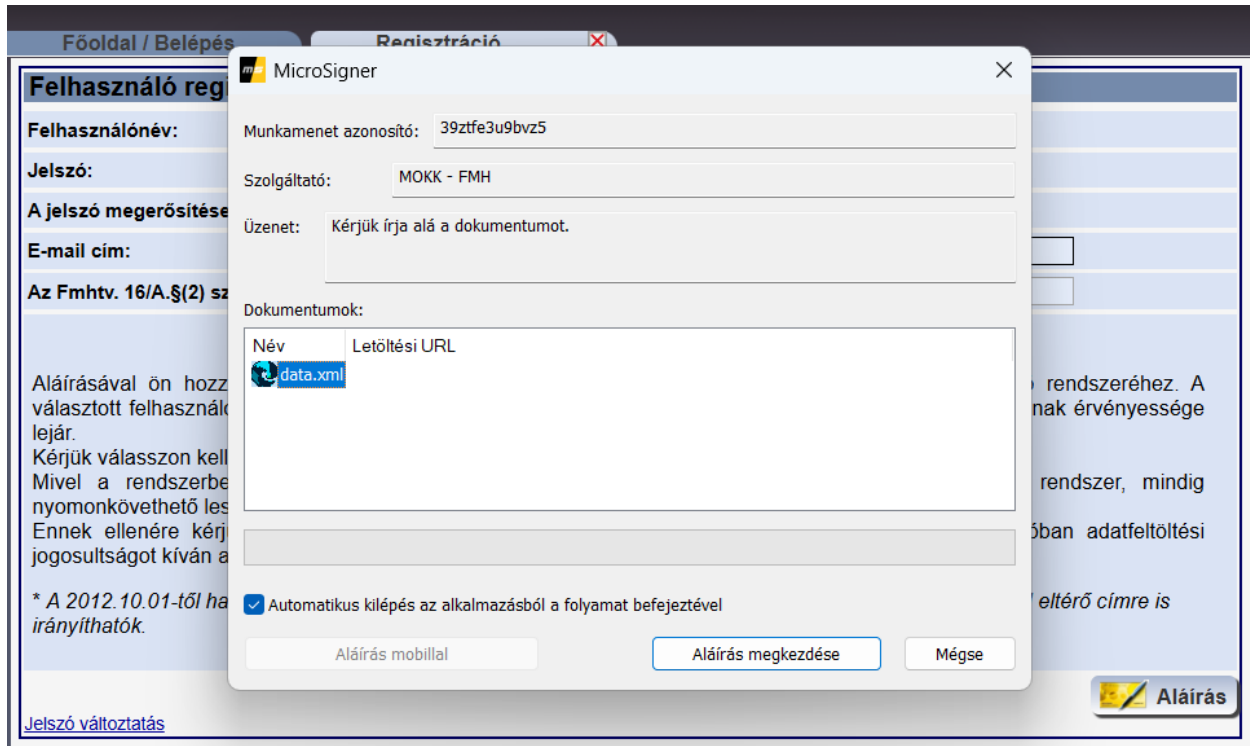 Főoldal / Belépés
Regisztráció
MicroSigner
Felhasználó regi
Felhasználónév:
Munkamenet azonosító: 39ztfe3u9bvz5
Jelszó:
Szolgáltató: MOKK - FMH
A jelszó megerősítése
Üzenet: Kérjük írja alá a dokumentumot.
E-mail cím:
Az Fmhtv. 16/A.§(2) sz
Dokumentumok:
Név Letöltési URL
data.xml
Aláírásával ön hozz rendszeréhez. A
választott felhasználó nak érvényessége
lejár.
Kérjük válasszon kell
Mivel a rendszerbe rendszer, mindig
nyomonkövethető les
Ennek ellenére kérj óban adatfeltöltési
jogosultságot kíván a
* A 2012.10.01-től ha eltérő címre is
irányíthatók.
Automatikus kilépés az alkalmazásból a folyamat befejeztével
Aláírás mobillal Aláírás megkezdése Mégse
Aláírás
Jelszó változtatás